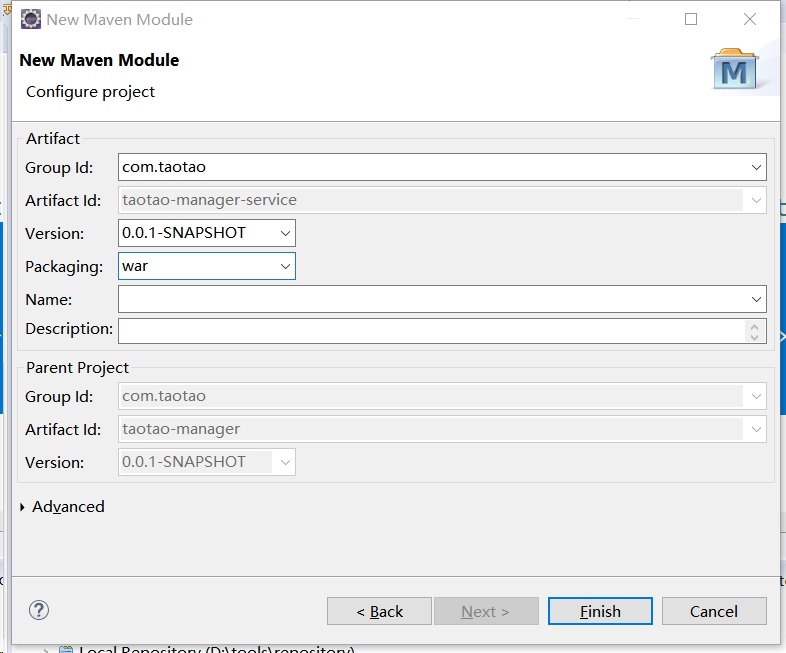 New Maven Module
New Maven Module
Configure project
M
Artifact
Group Id: com.taotao
Artifact Id: taotao-manager-service
Version: 0.0.1-SNAPSHOT
Packaging: war
Name:
Description:
Parent Project
Group Id: com.taotao
Artifact Id: taotao-manager
Version: 0.0.1-SNAPSHOT
Advanced
? < Back Next > Finish Cancel
Local Repository (D:\tools\repository)